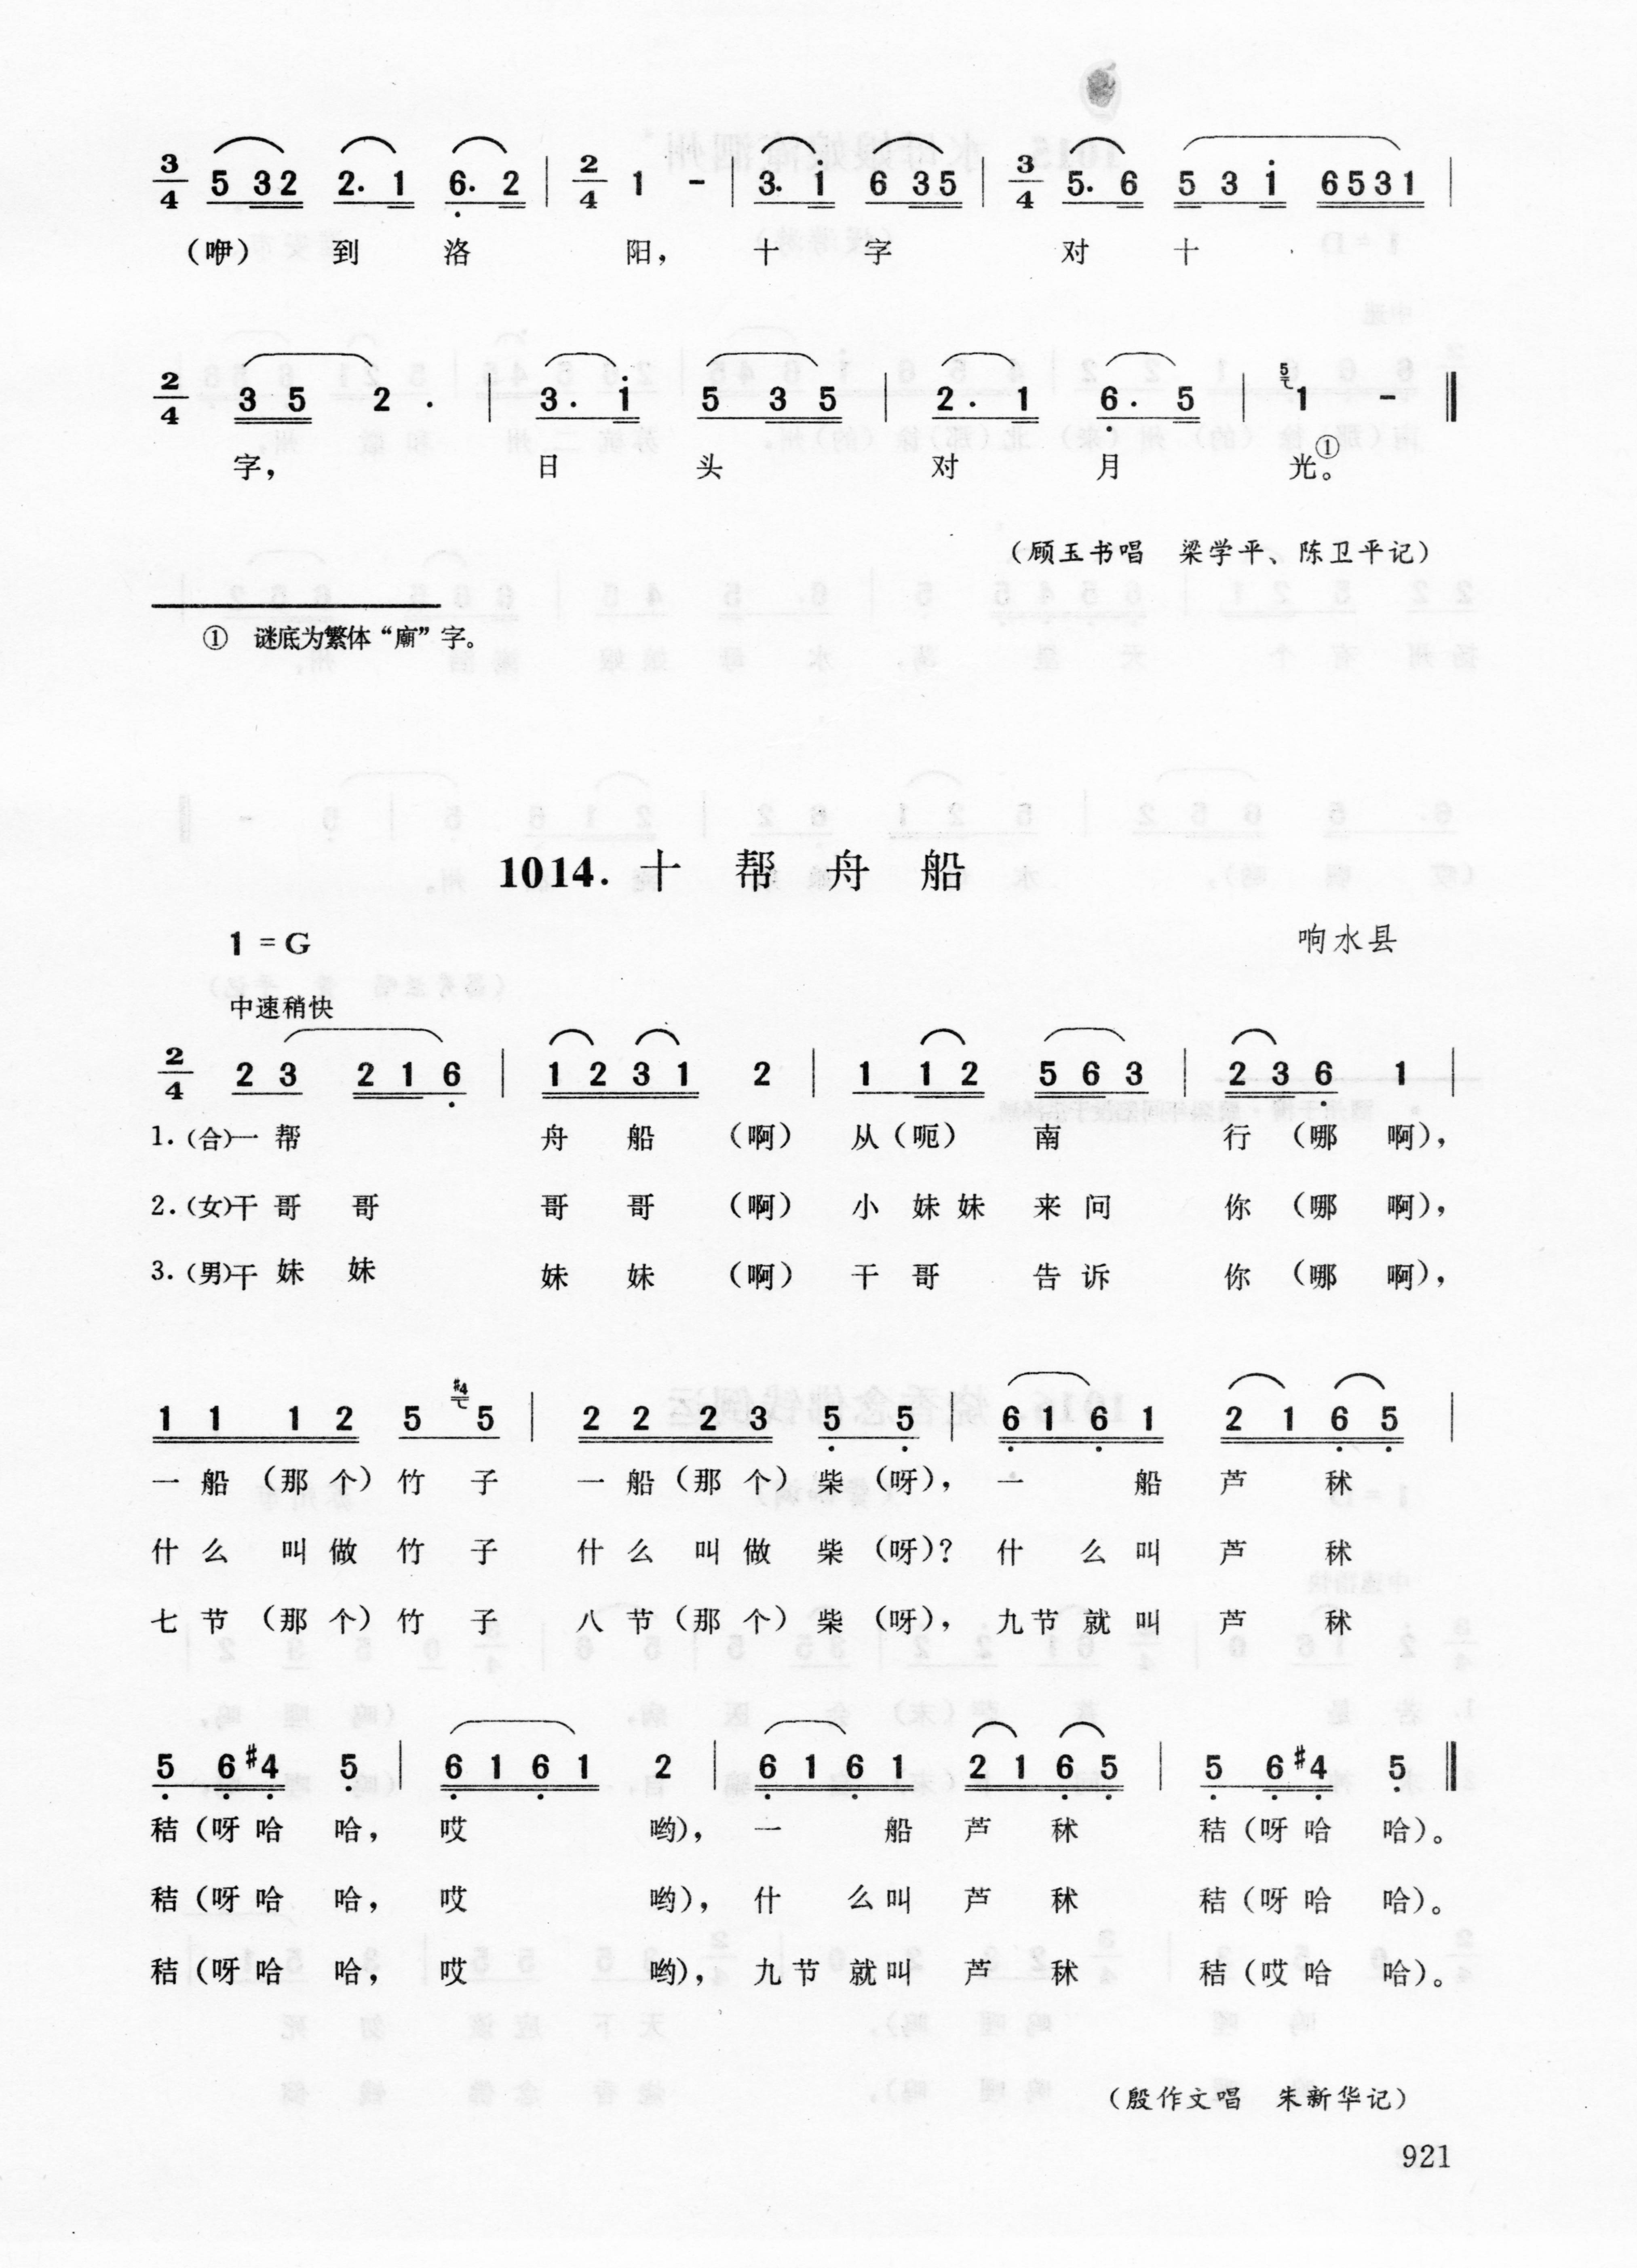 3/4 5 32 2. 1 6. 2 | 2/4 1 - | 3. i 6 35 | 3/4 5. 6 5 3 i 6531 |
(咿) 到 洛 阳， 十 字 对 十
2/4 3 5 2 . | 3. i 5 3 5 | 2. 1 6. 5 | 5 1 - ‖
字， 日 头 对 月 光①。
（顾玉书唱 梁学平、陈卫平记）
① 谜底为繁体“廟”字。
1014. 十 帮 舟 船
1 = G 响水县
中速稍快
2/4 2 3 2 1 6 | 1 2 3 1 2 | 1 1 2 5 6 3 | 2 3 6 1 |
1. (合)一 帮 舟 船 (啊) 从 (呃) 南 行 (哪 啊)，
2. (女)干 哥 哥 哥 哥 (啊) 小 妹 妹 来 问 你 (哪 啊)，
3. (男)干 妹 妹 妹 妹 (啊) 干 哥 告 诉 你 (哪 啊)，
1 1 1 2 5 #4 5 | 2 2 2 3 5 5 | 6 1 6 1 2 1 6 5 |
一 船 (那 个) 竹 子 一 船 (那 个) 柴 (呀)， 一 船 芦 秫
什 么 叫 做 竹 子 什 么 叫 做 柴 (呀)？ 什 么 叫 芦 秫
七 节 (那 个) 竹 子 八 节 (那 个) 柴 (呀)， 九 节 就 叫 芦 秫
5 6 #4 5 | 6 1 6 1 2 | 6 1 6 1 2 1 6 5 | 5 6 #4 5 ‖
秸 (呀 哈 哈， 哎 哟)， 一 船 芦 秫 秸 (呀 哈 哈)。
秸 (呀 哈 哈， 哎 哟)， 什 么 叫 芦 秫 秸 (呀 哈 哈)。
秸 (呀 哈 哈， 哎 哟)， 九 节 就 叫 芦 秫 秸 (哎 哈 哈)。
（殷作文唱 朱新华记）
921